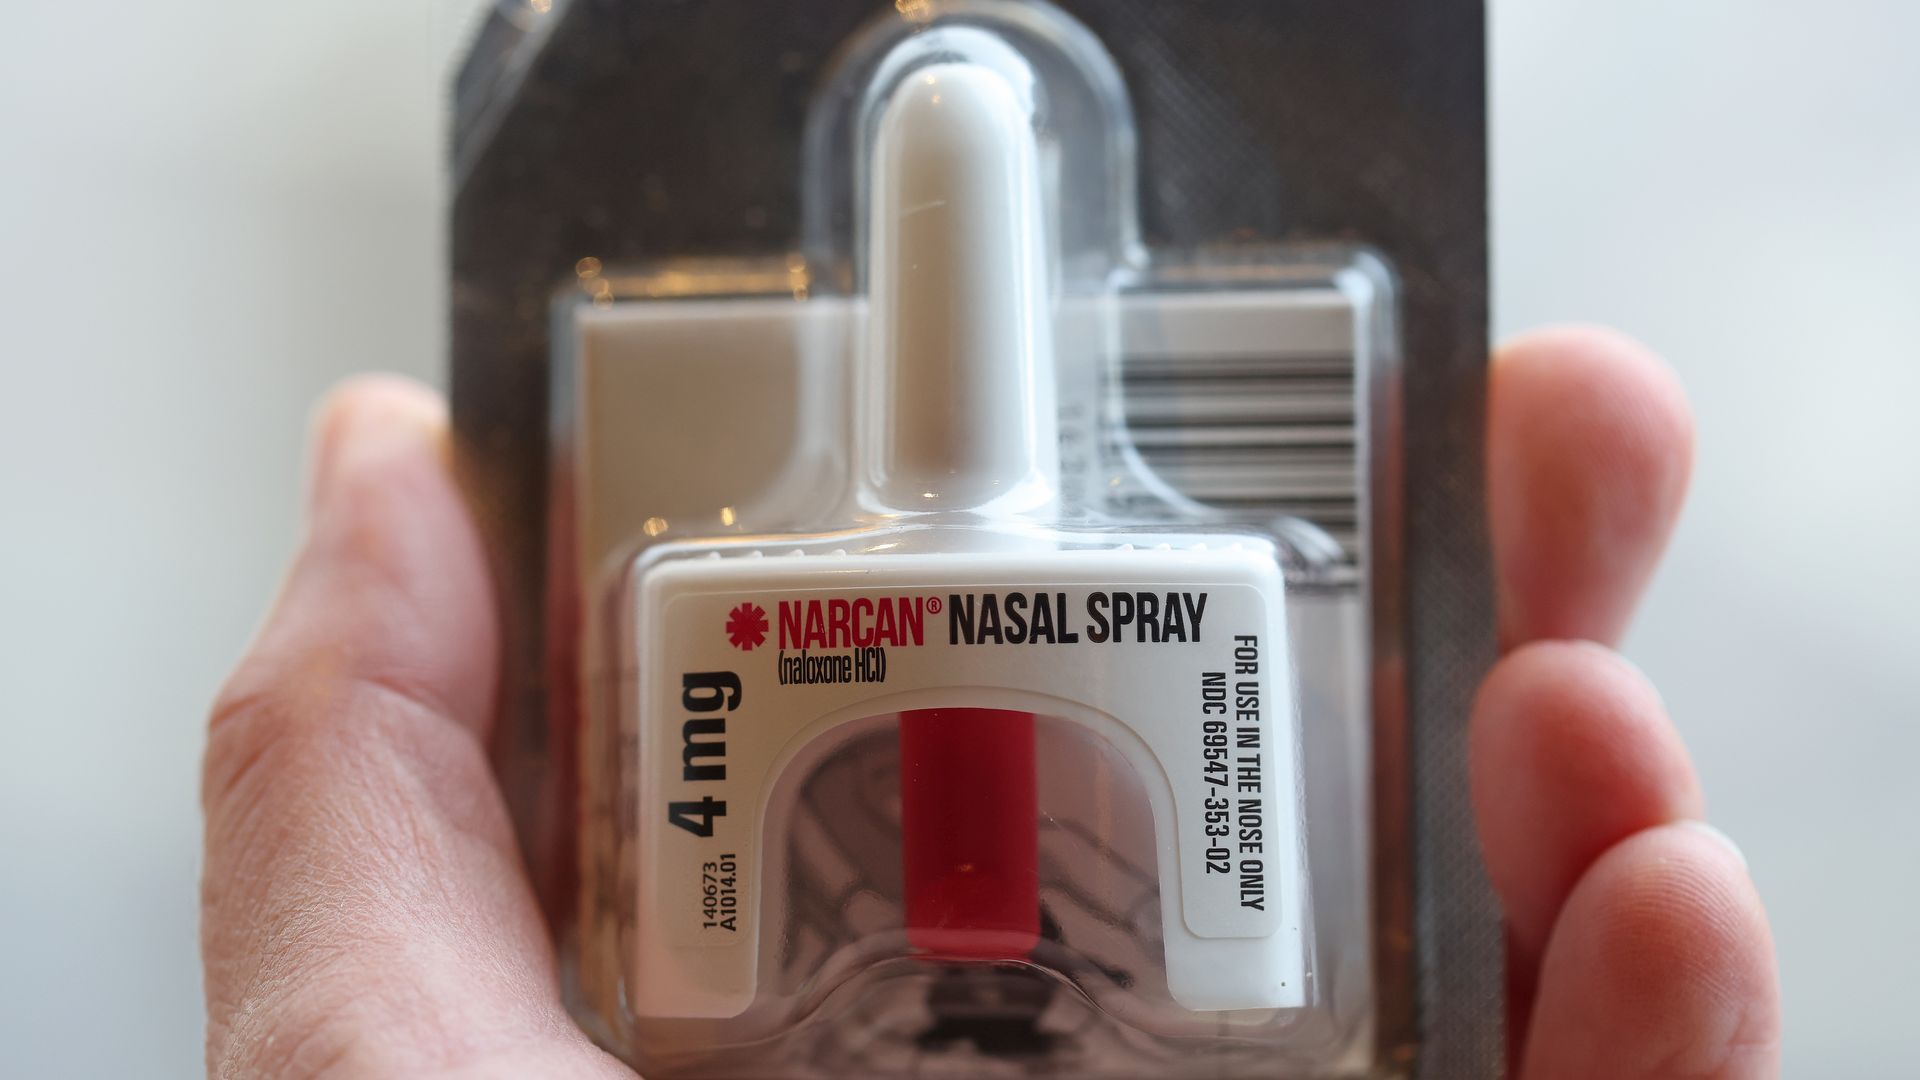 NARCAN® NASAL SPRAY
(naloxone HCl)
4 mg
140673
A1014.01
FOR USE IN THE NOSE ONLY
NDC 69547-353-02